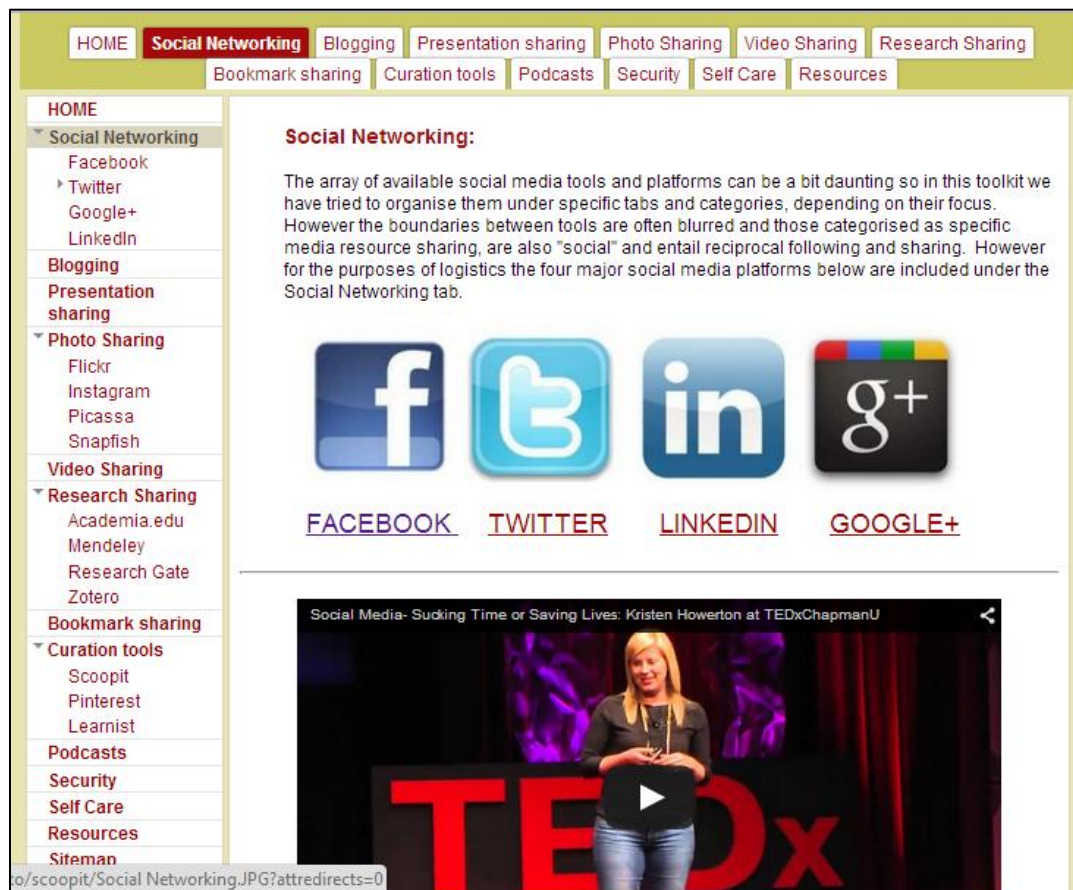 HOME Social Networking Blogging Presentation sharing Photo Sharing Video Sharing Research Sharing
Bookmark sharing Curation tools Podcasts Security Self Care Resources
HOME
Social Networking
Facebook
Twitter
Google+
LinkedIn
Blogging
Presentation
sharing
Photo Sharing
Flickr
Instagram
Picassa
Snapfish
Video Sharing
Research Sharing
Academia.edu
Mendeley
Research Gate
Zotero
Bookmark sharing
Curation tools
Scoopit
Pinterest
Learnist
Podcasts
Security
Self Care
Resources
Sitemap
to/scoopit/Social Networking.JPG?attredirects=0
Social Networking:
The array of available social media tools and platforms can be a bit daunting so in this toolkit we
have tried to organise them under specific tabs and categories, depending on their focus.
However the boundaries between tools are often blurred and those categorised as specific
media resource sharing, are also "social" and entail reciprocal following and sharing. However
for the purposes of logistics the four major social media platforms below are included under the
Social Networking tab.
f t in g+
FACEBOOK TWITTER LINKEDIN GOOGLE+
Social Media- Sucking Time or Saving Lives: Kristen Howerton at TEDxChapmanU
TEDx